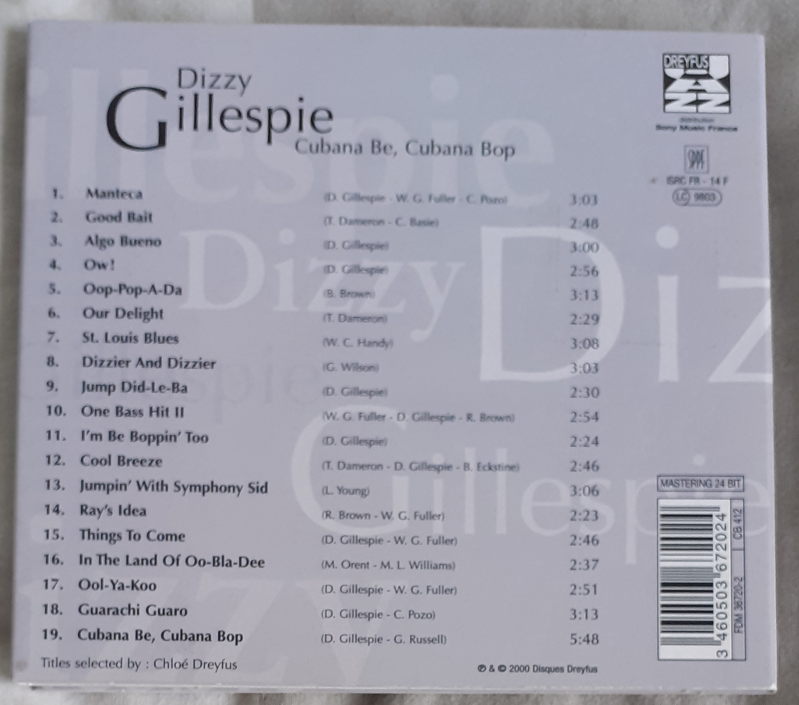 Dizzy
Gillespie
Cubana Be, Cubana Bop
DREYFUS
JAZZ
distribution
Sony Music France
SPPF
ISRC FR - 14 F
LC 9803
1. Manteca (D. Gillespie - W. G. Fuller - C. Pozo) 3:03
2. Good Bait (T. Dameron - C. Basie) 2:48
3. Algo Bueno (D. Gillespie) 3:00
4. Ow! (D. Gillespie) 2:56
5. Oop-Pop-A-Da (B. Brown) 3:13
6. Our Delight (T. Dameron) 2:29
7. St. Louis Blues (W. C. Handy) 3:08
8. Dizzier And Dizzier (G. Wilson) 3:03
9. Jump Did-Le-Ba (D. Gillespie) 2:30
10. One Bass Hit II (W. G. Fuller - D. Gillespie - R. Brown) 2:54
11. I'm Be Boppin' Too (D. Gillespie) 2:24
12. Cool Breeze (T. Dameron - D. Gillespie - B. Eckstine) 2:46
13. Jumpin' With Symphony Sid (L. Young) 3:06
14. Ray's Idea (R. Brown - W. G. Fuller) 2:23
15. Things To Come (D. Gillespie - W. G. Fuller) 2:46
16. In The Land Of Oo-Bla-Dee (M. Orent - M. L. Williams) 2:37
17. Ool-Ya-Koo (D. Gillespie - W. G. Fuller) 2:51
18. Guarachi Guaro (D. Gillespie - C. Pozo) 3:13
19. Cubana Be, Cubana Bop (D. Gillespie - G. Russell) 5:48
Titles selected by : Chloé Dreyfus
℗ & © 2000 Disques Dreyfus
MASTERING 24 BIT
3 460503 672024
FDM 36720-2
CB 412
illespie
Dizzy
Diz
Gillespie